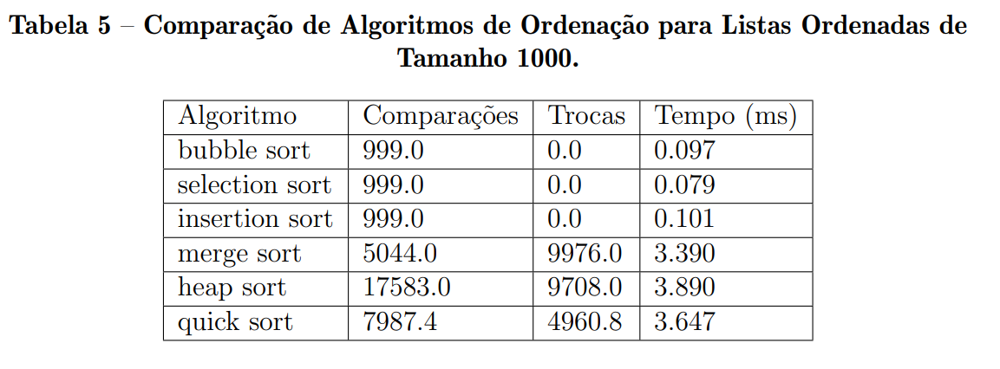 Tabela 5 – Comparação de Algoritmos de Ordenação para Listas Ordenadas de
Tamanho 1000.
Algoritmo Comparações Trocas Tempo (ms)
bubble sort 999.0 0.0 0.097
selection sort 999.0 0.0 0.079
insertion sort 999.0 0.0 0.101
merge sort 5044.0 9976.0 3.390
heap sort 17583.0 9708.0 3.890
quick sort 7987.4 4960.8 3.647